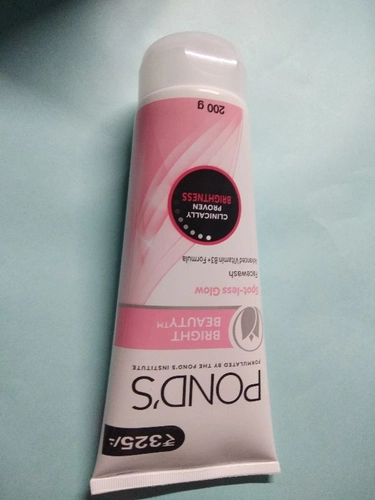 ₹325/-
POND'S
FORMULATED BY THE POND'S INSTITUTE
BRIGHT
BEAUTY™
Spot-less Glow
Facewash
Advanced Vitamin B3+ Formula
CLINICALLY
PROVEN
BRIGHTNESS
200 g